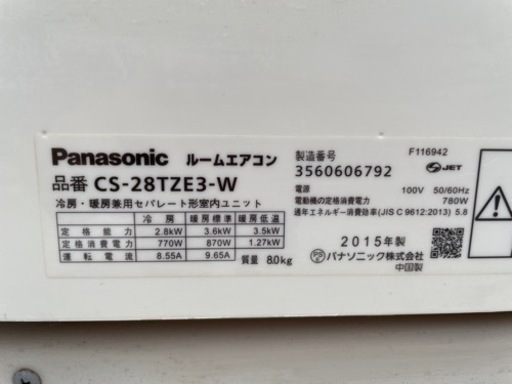 Panasonic ルームエアコン
品番 CS-28TZE3-W
冷房・暖房兼用セパレート形室内ユニット
冷房 暖房標準 暖房低温
定格能力 2.8kW 3.6kW 3.5kW
定格消費電力 770W 870W 1.27kW
運転電流 8.55A 9.65A
質量 8.0kg
F116942
製造番号
3560606792
JET
電源 100V 50/60Hz
電動機の定格消費電力 780W
通年エネルギー消費効率(JIS C 9612:2013) 5.8
2015年製
パナソニック株式会社
中国製